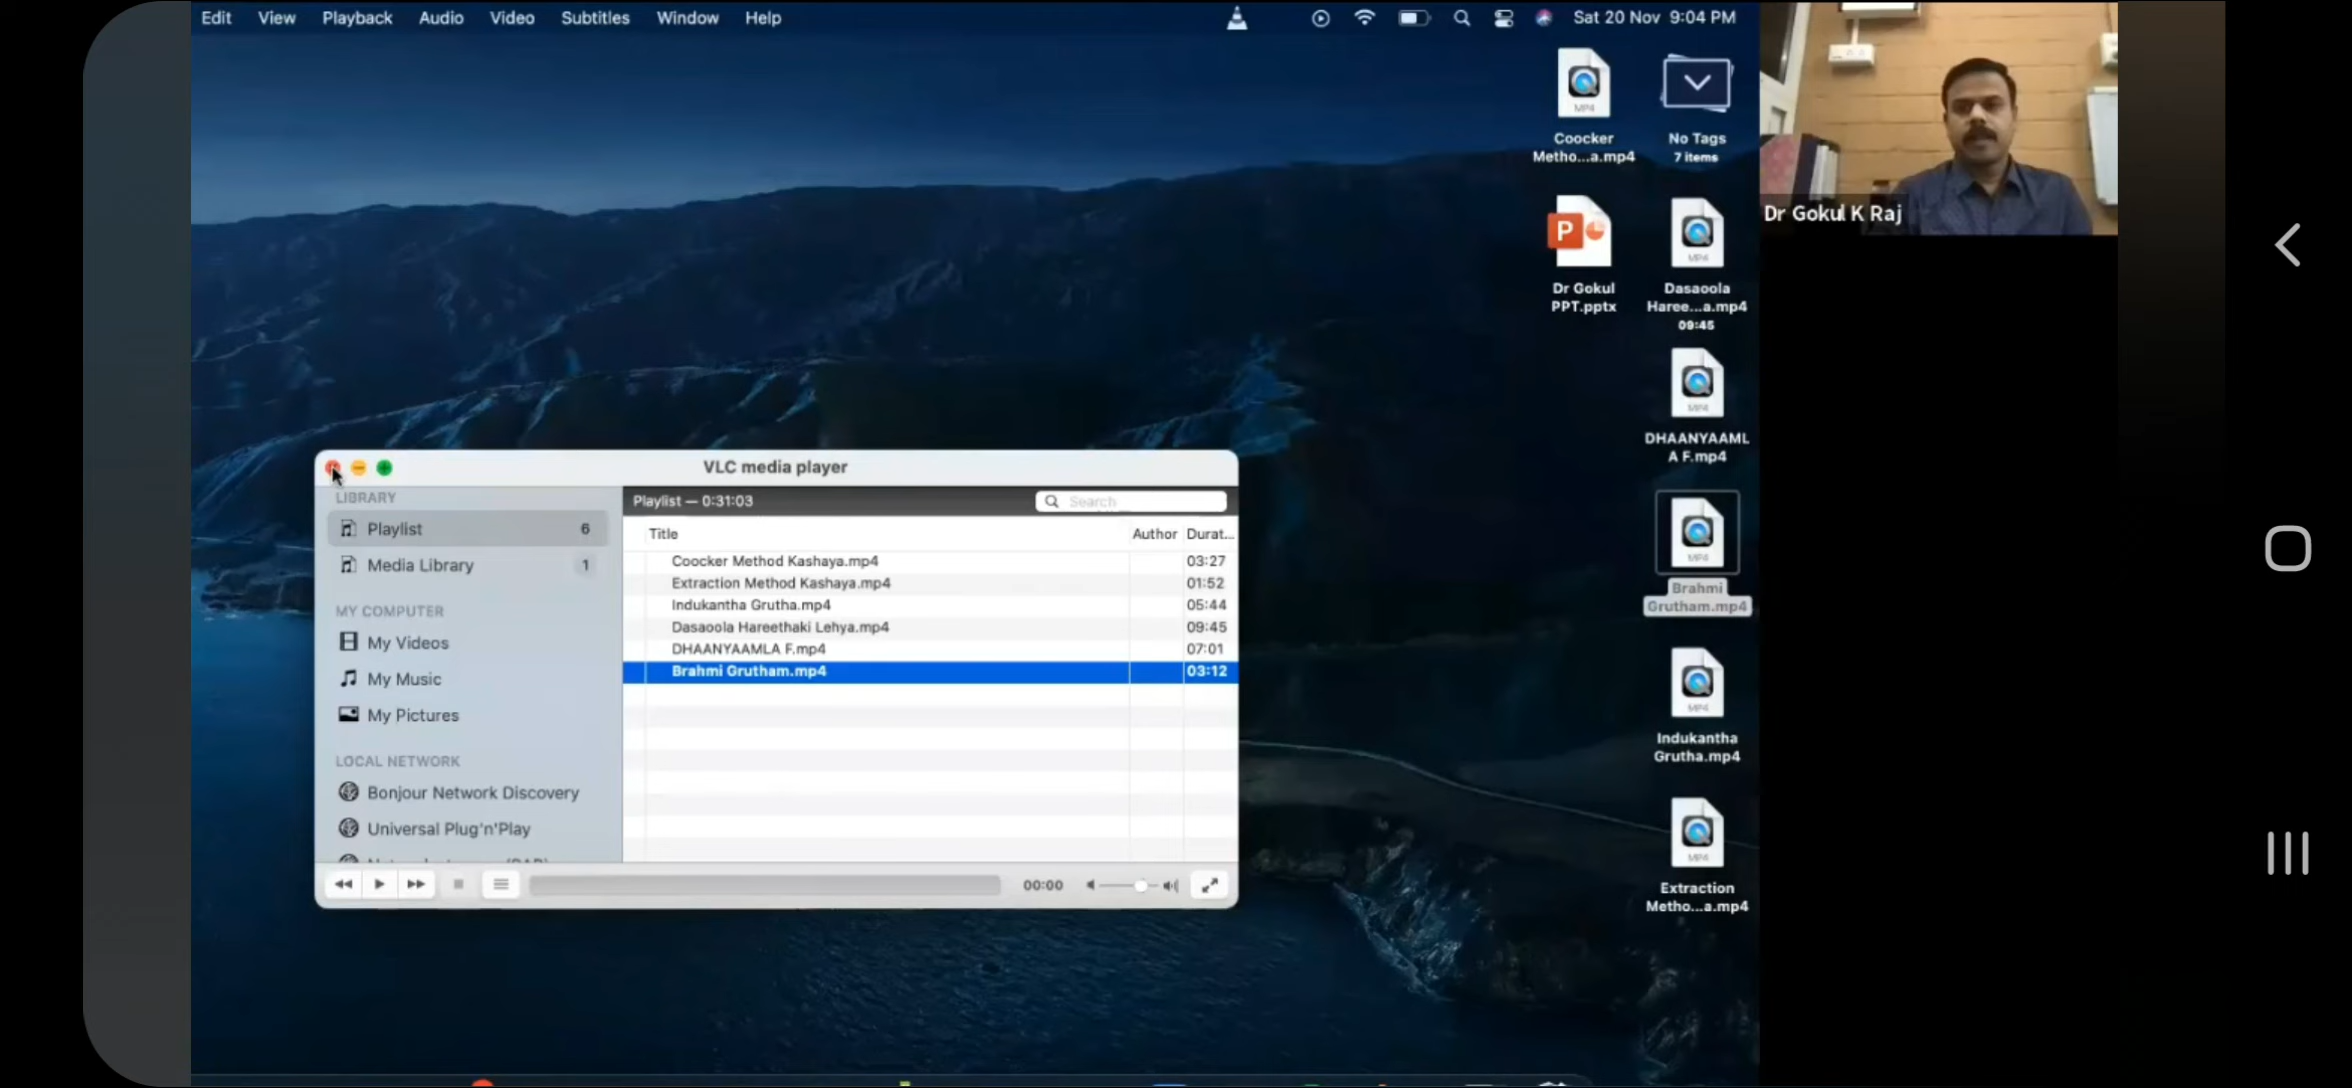 Edit View Playback Audio Video Subtitles Window Help Sat 20 Nov 9:04 PM
Coocker
Metho...a.mp4
No Tags
7 items
Dr Gokul K Raj
Dr Gokul
PPT.pptx
Dasaoola
Haree...a.mp4
09:45
DHAANYAAML
A F.mp4
Brahmi
Grutham.mp4
Indukantha
Grutha.mp4
Extraction
Metho...a.mp4
VLC media player
LIBRARY
Playlist 6
Media Library 1
MY COMPUTER
My Videos
My Music
My Pictures
LOCAL NETWORK
Bonjour Network Discovery
Universal Plug'n'Play
Playlist — 0:31:03 Search
Title Author Durat...
Coocker Method Kashaya.mp4 03:27
Extraction Method Kashaya.mp4 01:52
Indukantha Grutha.mp4 05:44
Dasaoola Hareethaki Lehya.mp4 09:45
DHAANYAAMLA F.mp4 07:01
Brahmi Grutham.mp4 03:12
00:00